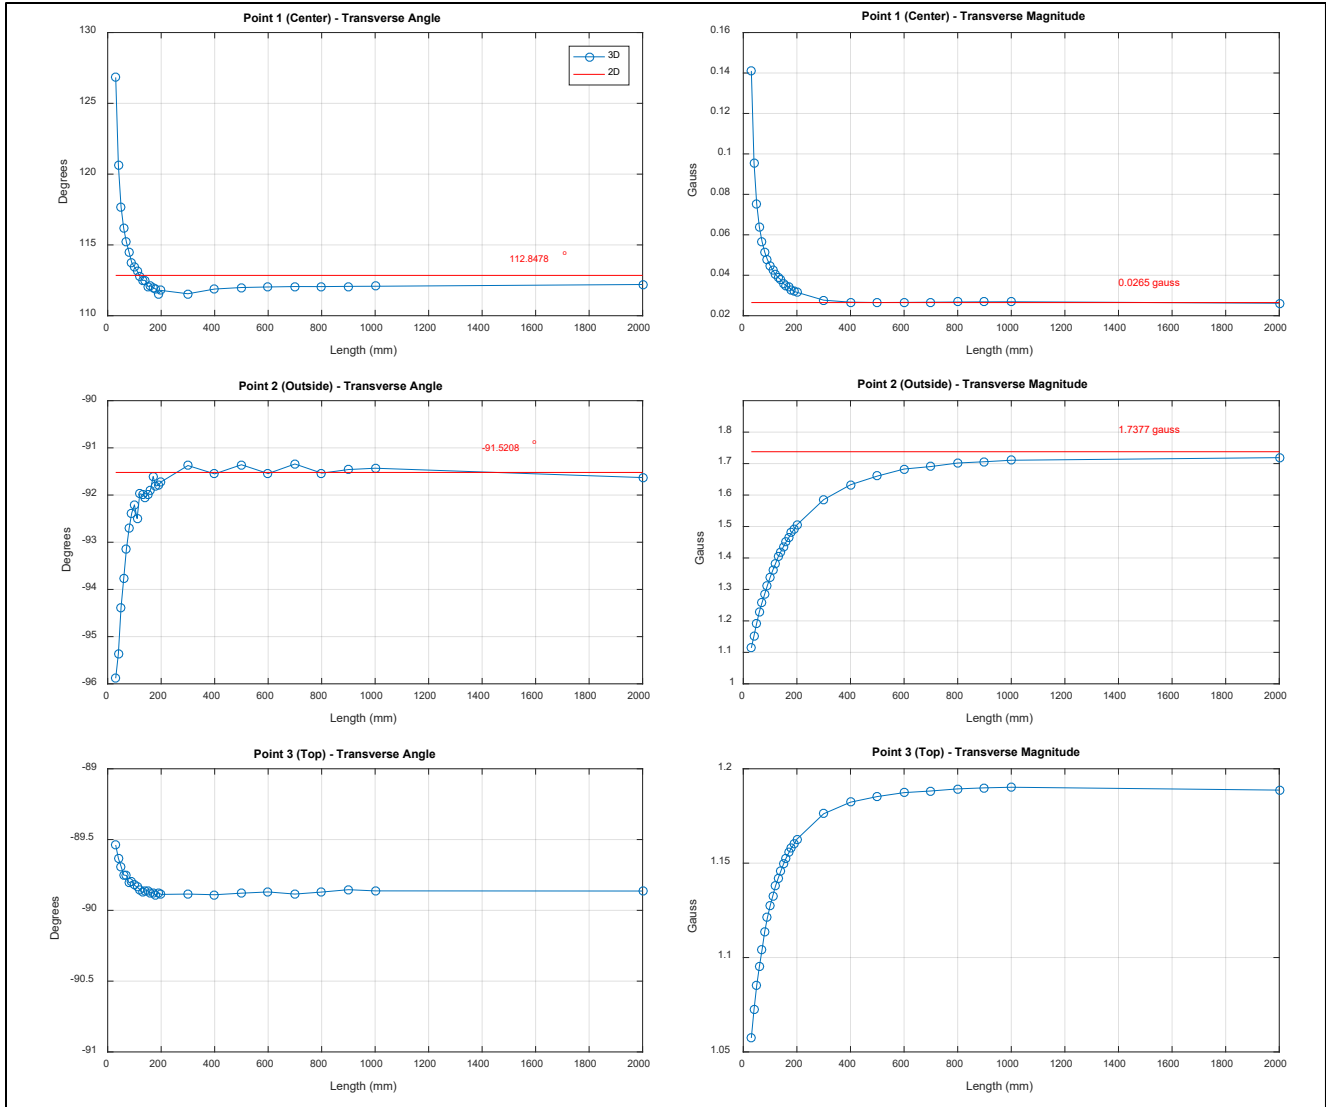 Point 1 (Center) - Transverse Angle
130
125
120
115
110
Degrees
3D
2D
112.8478 °
0 200 400 600 800 1000 1200 1400 1600 1800 2000
Length (mm)
Point 1 (Center) - Transverse Magnitude
0.16
0.14
0.12
0.1
0.08
0.06
0.04
0.02
Gauss
0.0265 gauss
0 200 400 600 800 1000 1200 1400 1600 1800 2000
Length (mm)
Point 2 (Outside) - Transverse Angle
-90
-91
-92
-93
-94
-95
-96
Degrees
-91.5208 °
0 200 400 600 800 1000 1200 1400 1600 1800 2000
Length (mm)
Point 2 (Outside) - Transverse Magnitude
1.8
1.7
1.6
1.5
1.4
1.3
1.2
1.1
1
Gauss
1.7377 gauss
0 200 400 600 800 1000 1200 1400 1600 1800 2000
Length (mm)
Point 3 (Top) - Transverse Angle
-89
-89.5
-90
-90.5
-91
Degrees
0 200 400 600 800 1000 1200 1400 1600 1800 2000
Length (mm)
Point 3 (Top) - Transverse Magnitude
1.2
1.15
1.1
1.05
Gauss
0 200 400 600 800 1000 1200 1400 1600 1800 2000
Length (mm)